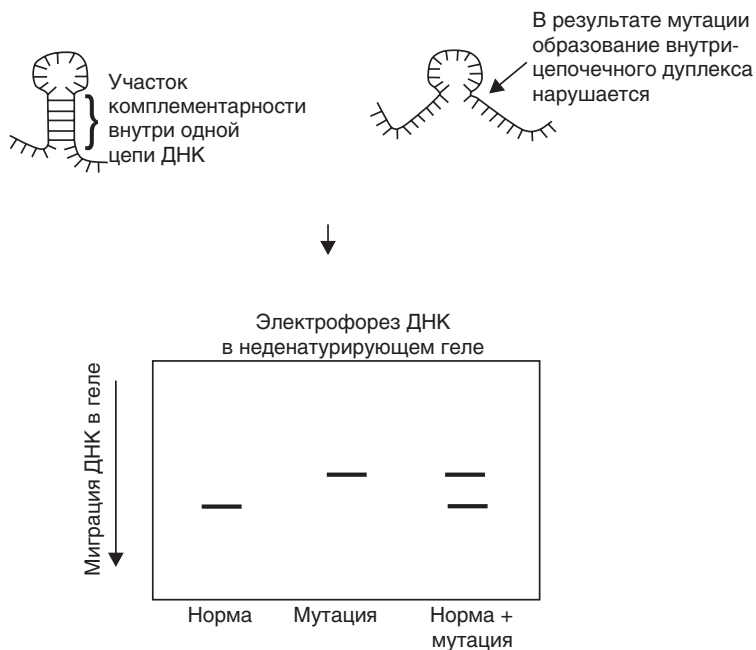 Участок
комплементарности
внутри одной
цепи ДНК
В результате мутации
образование внутри-
цепочечного дуплекса
нарушается
Электрофорез ДНК
в неденатурирующем геле
Миграция ДНК в геле
Норма
Мутация
Норма +
мутация